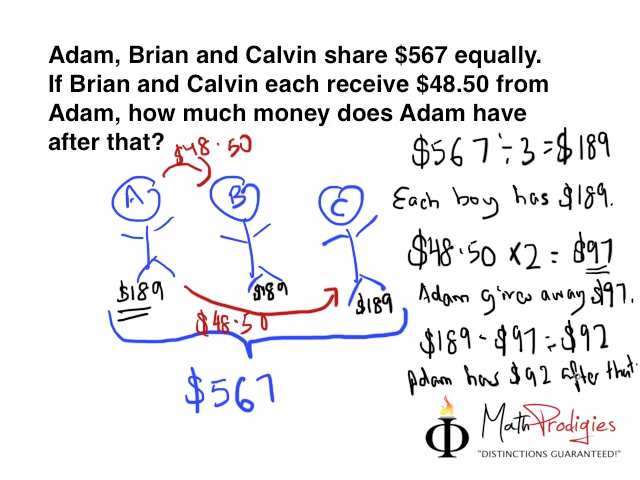 Adam, Brian and Calvin share $567 equally.
If Brian and Calvin each receive $48.50 from
Adam, how much money does Adam have
after that?
$48.50
A B C
$189 $189 $189
$48.50
$567
$567 ÷ 3 = $189
Each boy has $189.
$48.50 × 2 = $97
Adam gives away $97.
$189 - $97 = $92
Adam has $92 after that.
Math Prodigies
"DISTINCTIONS GUARANTEED!"